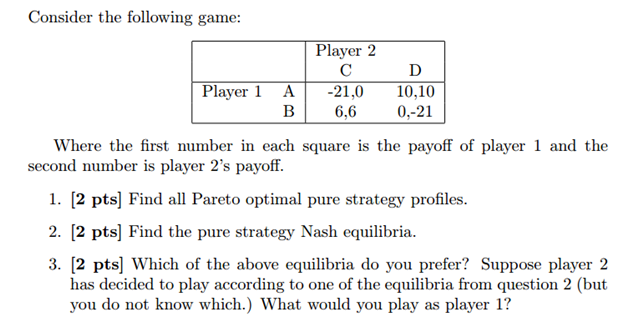 Consider the following game:
Player 2
C D
Player 1 A -21,0 10,10
B 6,6 0,-21
Where the first number in each square is the payoff of player 1 and the
second number is player 2's payoff.
1. [2 pts] Find all Pareto optimal pure strategy profiles.
2. [2 pts] Find the pure strategy Nash equilibria.
3. [2 pts] Which of the above equilibria do you prefer? Suppose player 2
has decided to play according to one of the equilibria from question 2 (but
you do not know which.) What would you play as player 1?